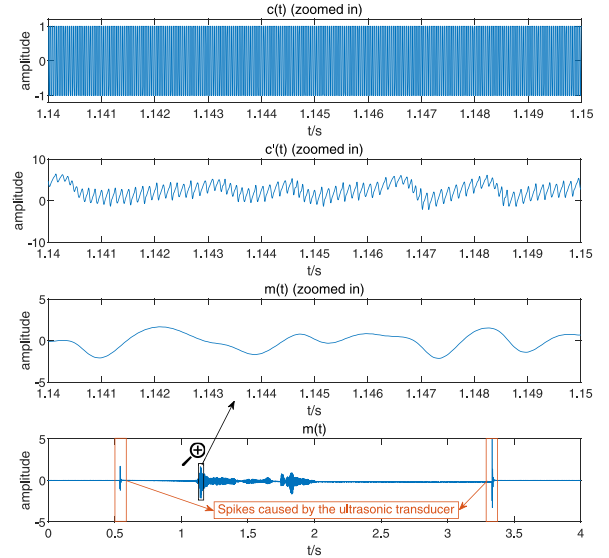 c(t) (zoomed in)
amplitude
1
0
-1
1.14 1.141 1.142 1.143 1.144 1.145 1.146 1.147 1.148 1.149 1.15
t/s
c'(t) (zoomed in)
amplitude
10
0
-10
1.14 1.141 1.142 1.143 1.144 1.145 1.146 1.147 1.148 1.149 1.15
t/s
m(t) (zoomed in)
amplitude
5
0
-5
1.14 1.141 1.142 1.143 1.144 1.145 1.146 1.147 1.148 1.149 1.15
t/s
m(t)
amplitude
5
0
-5
Spikes caused by the ultrasonic transducer
0 0.5 1 1.5 2 2.5 3 3.5 4
t/s